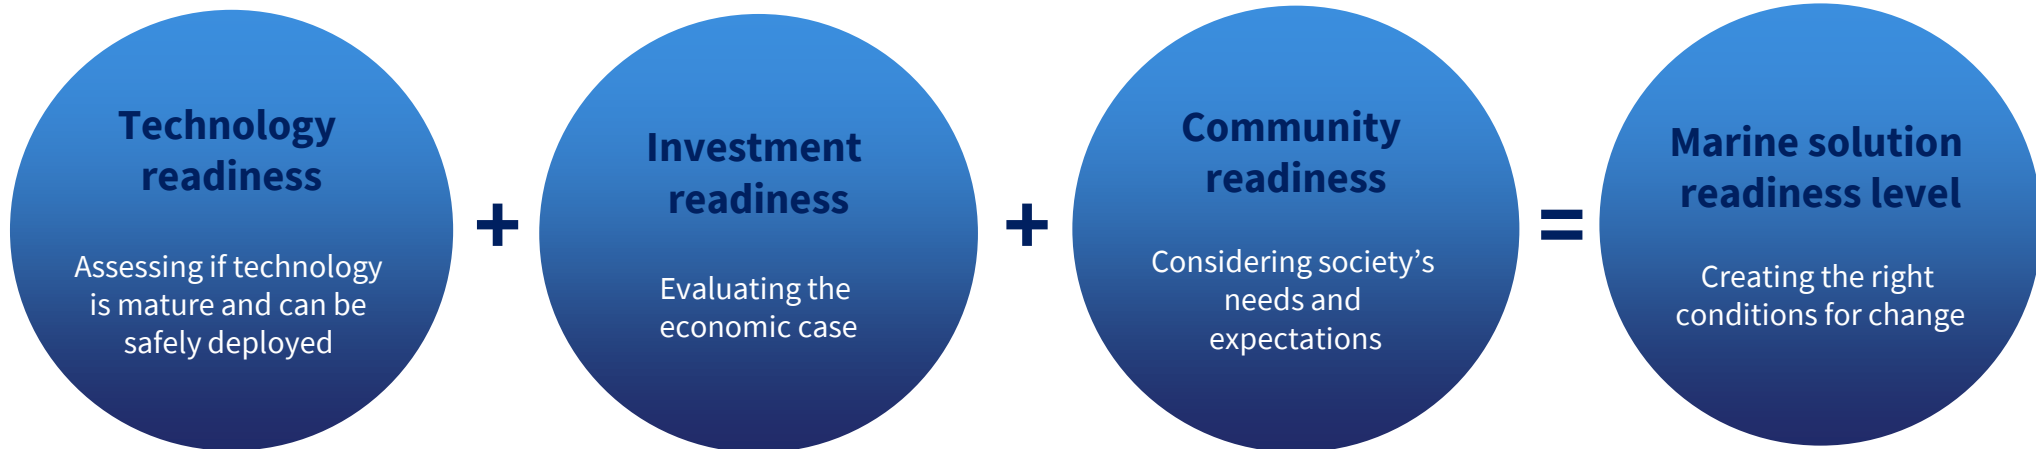 Technology
readiness
Assessing if technology
is mature and can be
safely deployed
+
Investment
readiness
Evaluating the
economic case
+
Community
readiness
Considering society’s
needs and
expectations
=
Marine solution
readiness level
Creating the right
conditions for change